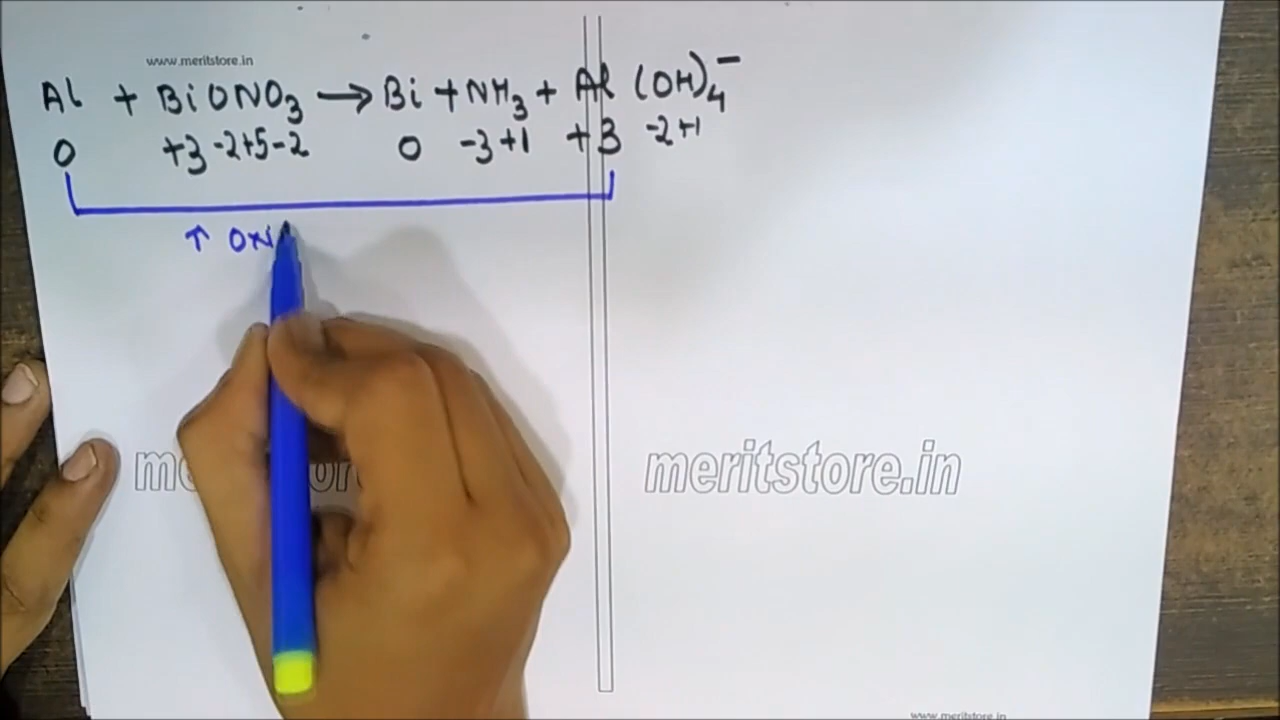 www.meritstore.in
Al + BiONO3 → Bi + NH3 + Al (OH)4−
0 +3 -2+5-2 0 -3+1 +3 -2+1
↑ OXI
meritstore.in
www.meritstore.in